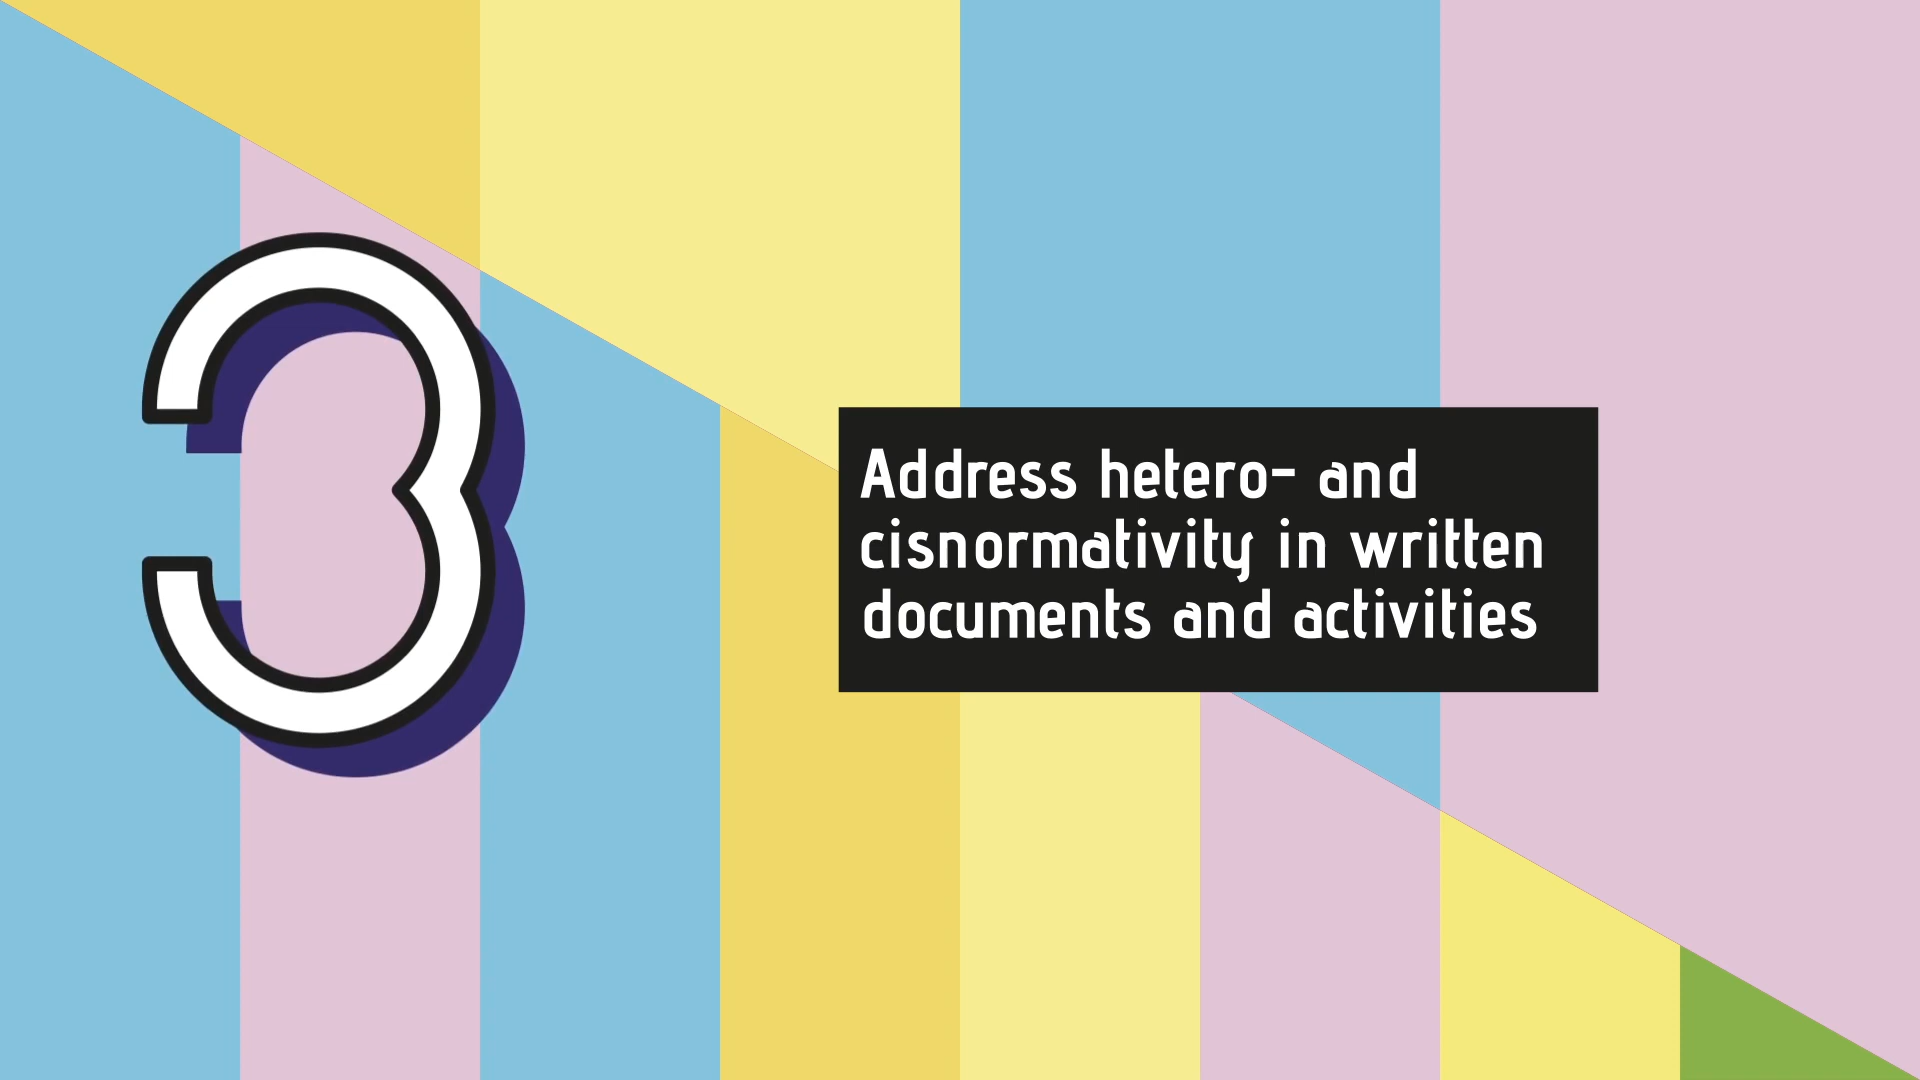 3
Address hetero- and
cisnormativity in written
documents and activities